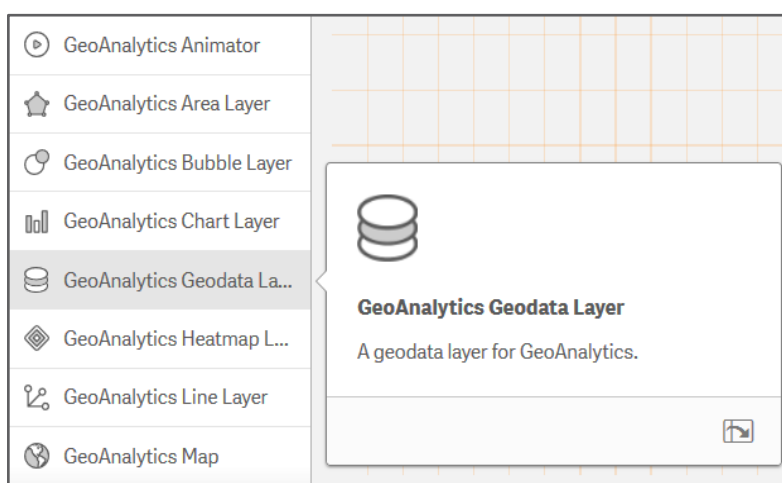 GeoAnalytics Animator
GeoAnalytics Area Layer
GeoAnalytics Bubble Layer
GeoAnalytics Chart Layer
GeoAnalytics Geodata La...
GeoAnalytics Heatmap L...
GeoAnalytics Line Layer
GeoAnalytics Map
GeoAnalytics Geodata Layer
A geodata layer for GeoAnalytics.